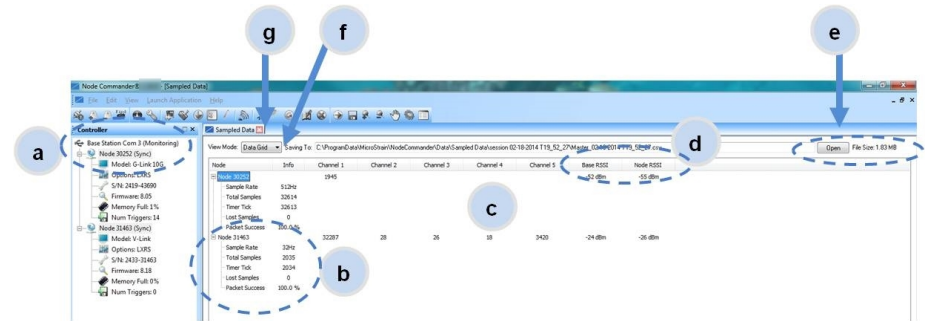 g
f
e
Node Commander 8. [Sampled Data]
File Edit View Launch Application Help
Controller
Sampled Data
a
Base Station Com 3 (Monitoring)
Node 30252 (Sync)
Model: G-Link 10G
Options: LXRS
S/N: 2419-43690
Firmware: 8.05
Memory Full: 1%
Num Triggers: 14
Node 31463 (Sync)
Model: V-Link
Options: LXRS
S/N: 2433-31463
Firmware: 8.18
Memory Full: 0%
Num Triggers: 0
View Mode: Data Grid Saving To: C:\ProgramData\MicroStrain\NodeCommander\Data\Sampled Data\session 02-18-2014 T19_52_27\Master_02-18-2014 T19_52_27.csv Open File Size: 1.83 MB
d
Node Info Channel 1 Channel 2 Channel 3 Channel 4 Channel 5 Base RSSI Node RSSI
Node 30252 1945 -52 dBm -55 dBm
Sample Rate 512Hz
Total Samples 32614
Timer Tick 32613
Lost Samples 0
Packet Success 100.0 %
c
Node 31463 32287 28 26 18 3420 -24 dBm -26 dBm
Sample Rate 32Hz
Total Samples 2035
Timer Tick 2034
Lost Samples 0
Packet Success 100.0 %
b